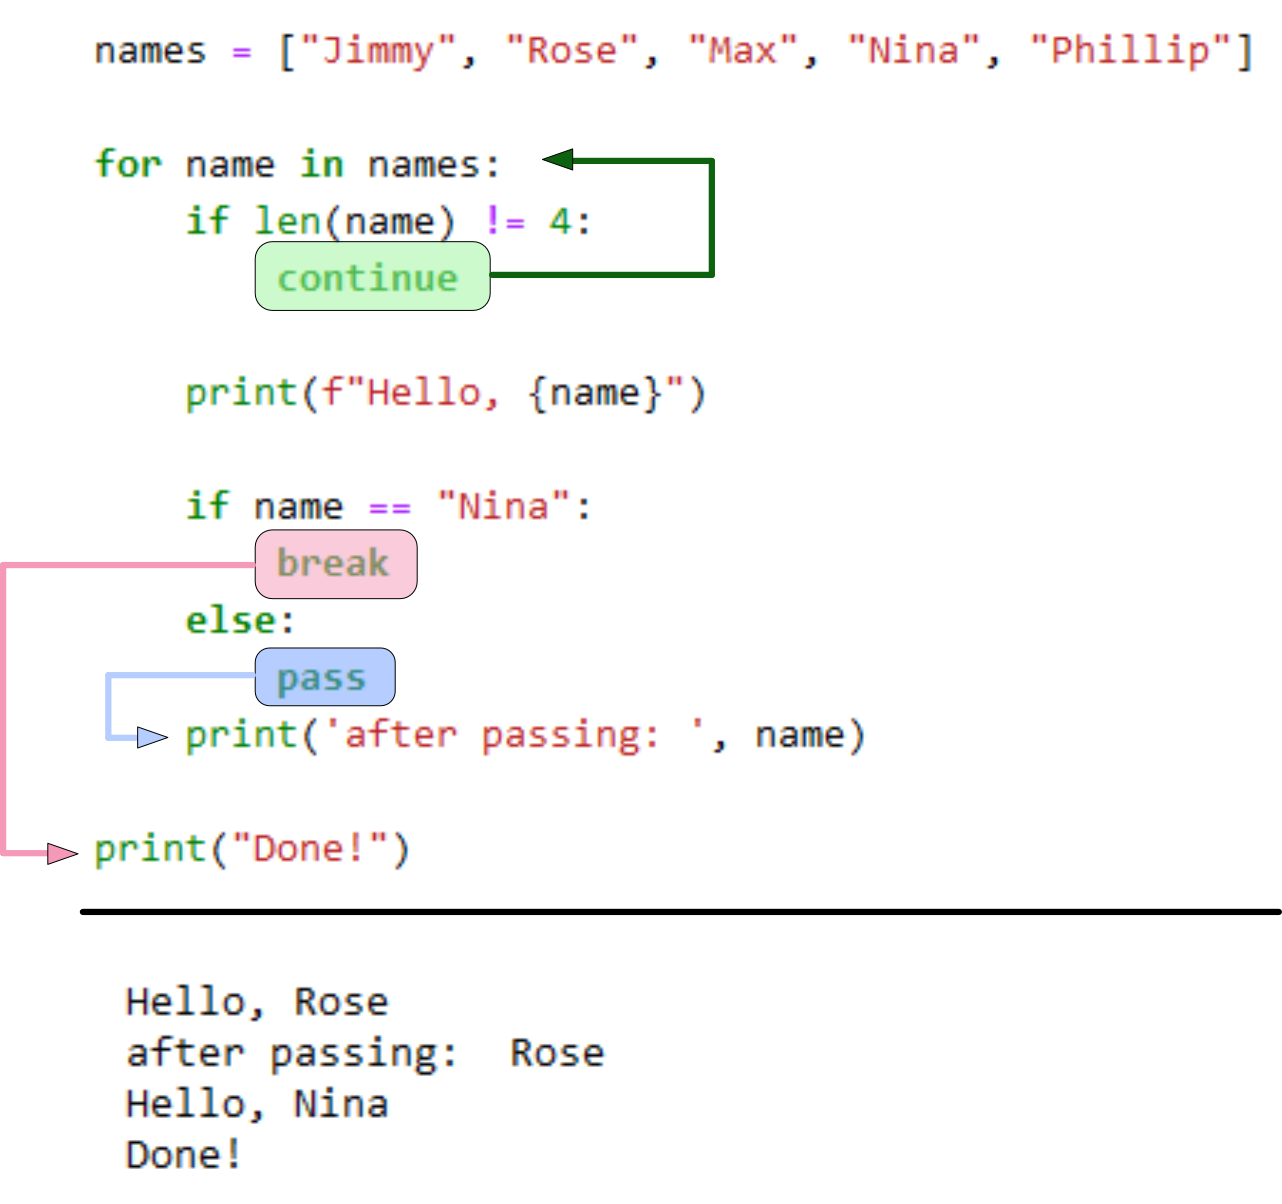 names = ["Jimmy", "Rose", "Max", "Nina", "Phillip"]
for name in names:
    if len(name) != 4:
        continue
    print(f"Hello, {name}")
    if name == "Nina":
        break
    else:
        pass
    print('after passing: ', name)
print("Done!")
Hello, Rose
after passing:  Rose
Hello, Nina
Done!